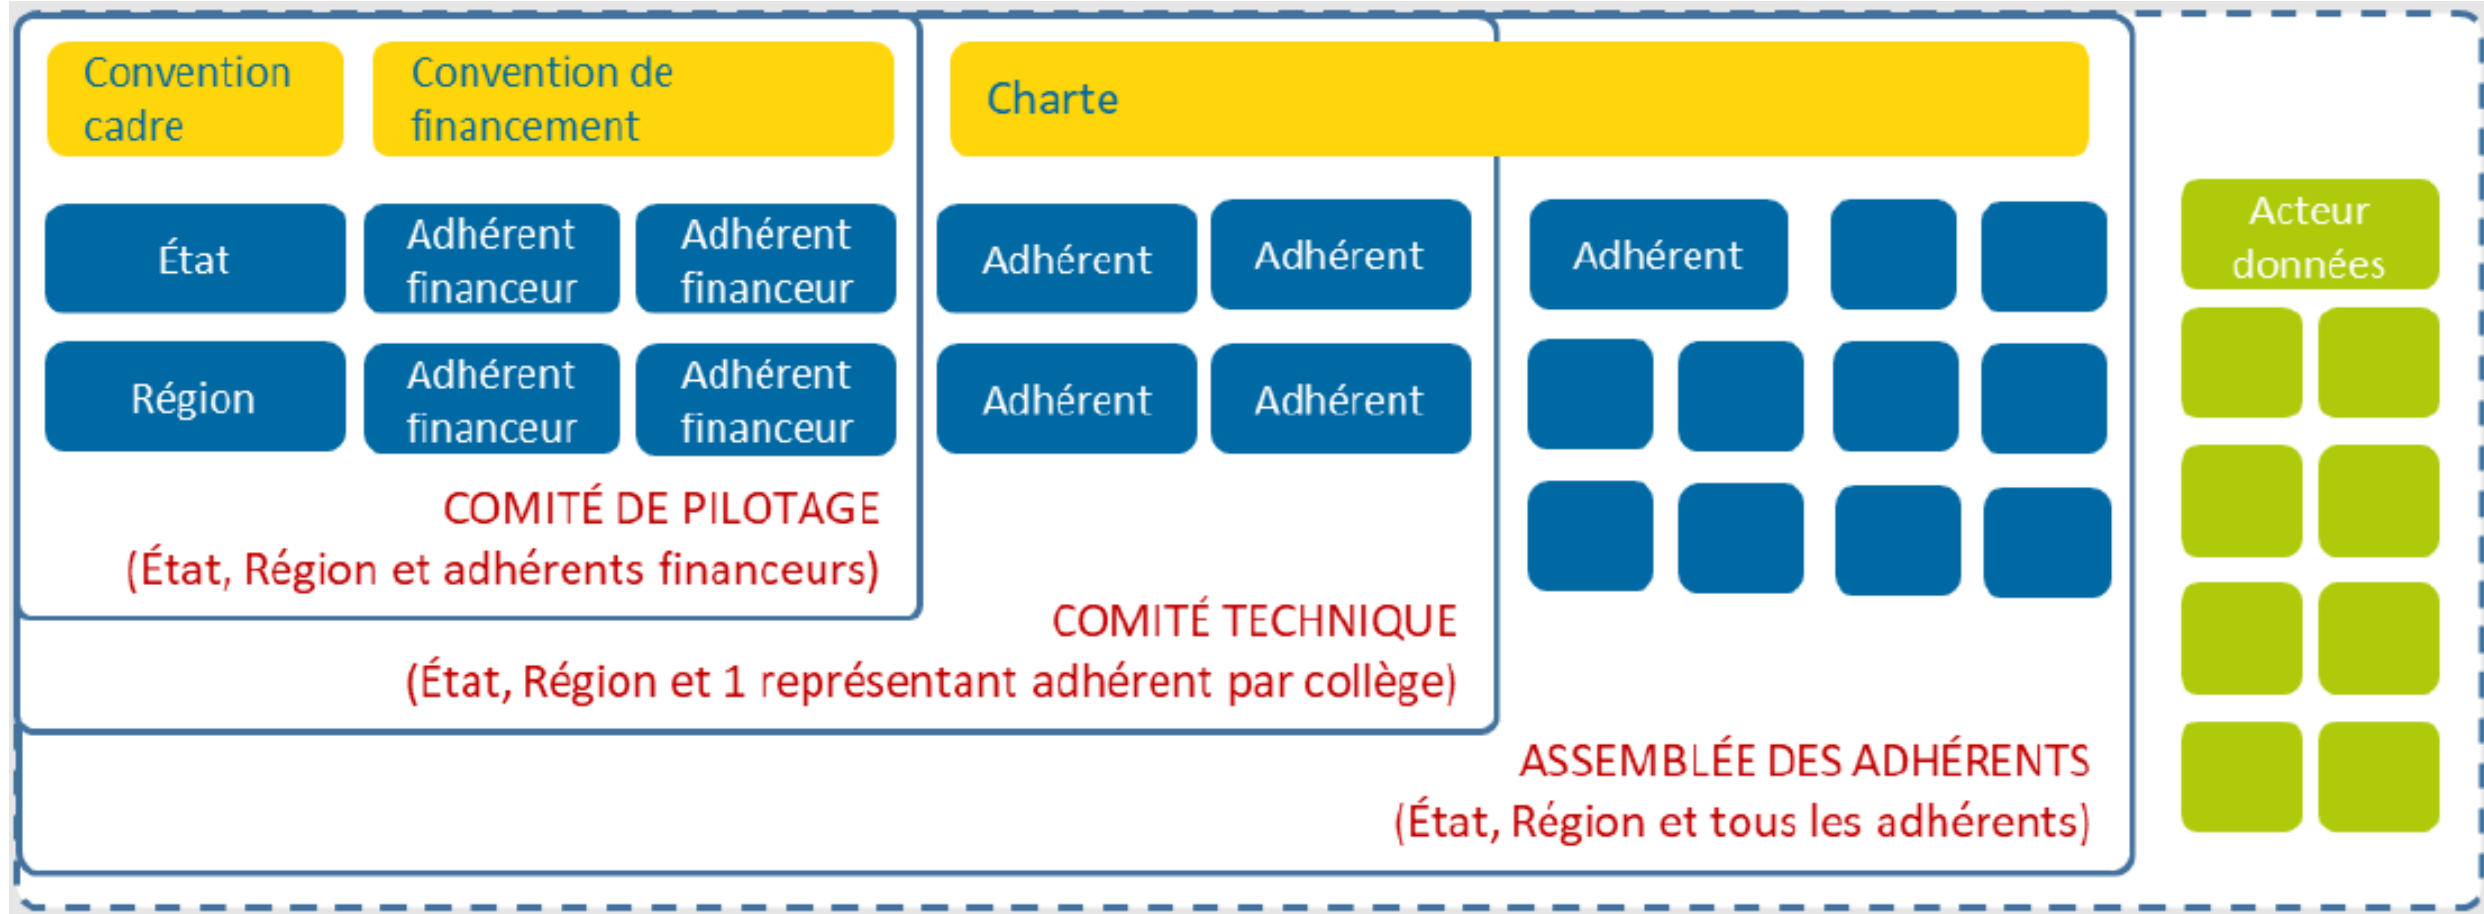 Convention
cadre
Convention de
financement
Charte
État
Adhérent
financeur
Adhérent
financeur
Adhérent
Adhérent
Adhérent
Acteur
données
Région
Adhérent
financeur
Adhérent
financeur
Adhérent
Adhérent
COMITÉ DE PILOTAGE
(État, Région et adhérents financeurs)
COMITÉ TECHNIQUE
(État, Région et 1 représentant adhérent par collège)
ASSEMBLÉE DES ADHÉRENTS
(État, Région et tous les adhérents)